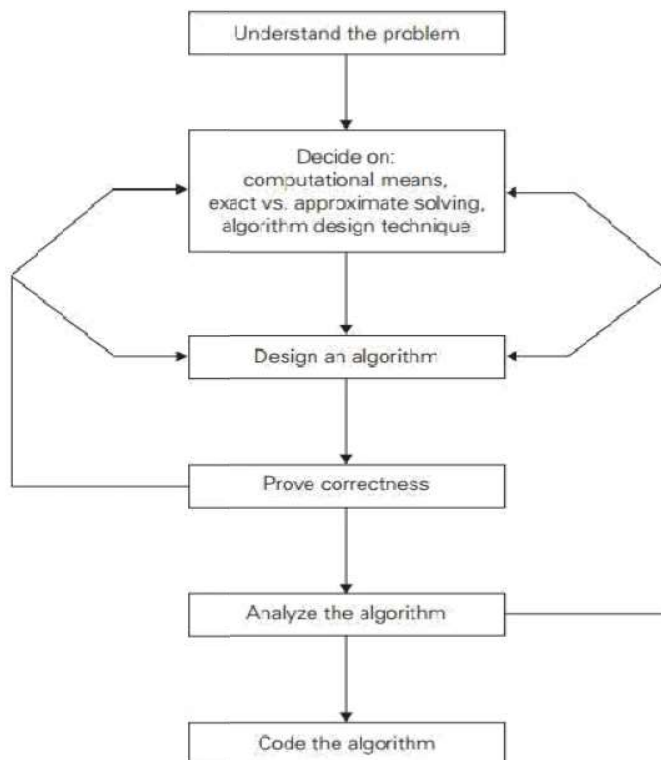 Understand the problem
Decide on:
computational means,
exact vs. approximate solving,
algorithm design technique
Design an algorithm
Prove correctness
Analyze the algorithm
Code the algorithm